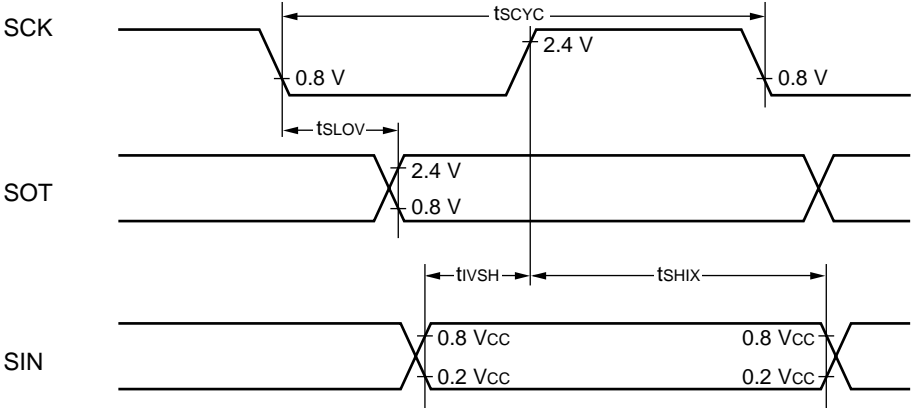 tSCYC
SCK
2.4 V
0.8 V
0.8 V
tSLOV
2.4 V
SOT
0.8 V
tIVSH
tSHIX
0.8 VCC
0.8 VCC
SIN
0.2 VCC
0.2 VCC